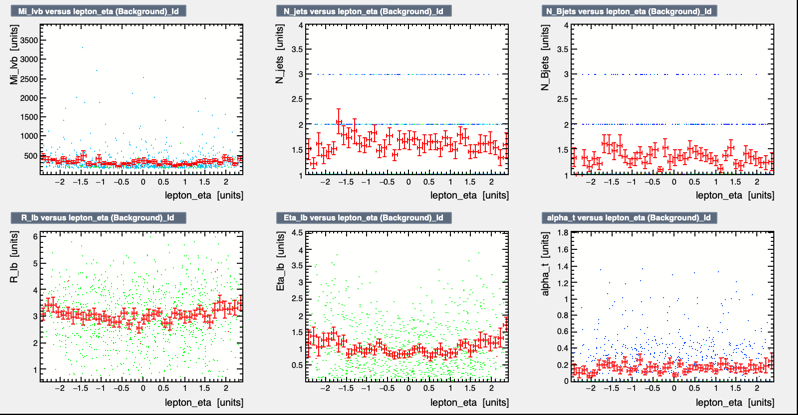 Mi_lvb versus lepton_eta (Background)_Id
N_jets versus lepton_eta (Background)_Id
N_Bjets versus lepton_eta (Background)_Id
Mi_lvb [units]
3500
3000
2500
2000
1500
1000
500
−2 −1.5 −1 −0.5 0 0.5 1 1.5 2
lepton_eta [units]
N_jets [units]
4
3.5
3
2.5
2
1.5
1
−2 −1.5 −1 −0.5 0 0.5 1 1.5 2
lepton_eta [units]
N_Bjets [units]
4
3.5
3
2.5
2
1.5
1
−2 −1.5 −1 −0.5 0 0.5 1 1.5 2
lepton_eta [units]
R_lb versus lepton_eta (Background)_Id
Eta_lb versus lepton_eta (Background)_Id
alpha_t versus lepton_eta (Background)_Id
R_lb [units]
6
5
4
3
2
1
−2 −1.5 −1 −0.5 0 0.5 1 1.5 2
lepton_eta [units]
Eta_lb [units]
4.5
4
3.5
3
2.5
2
1.5
1
0.5
−2 −1.5 −1 −0.5 0 0.5 1 1.5 2
lepton_eta [units]
alpha_t [units]
1.8
1.6
1.4
1.2
1
0.8
0.6
0.4
0.2
0
−2 −1.5 −1 −0.5 0 0.5 1 1.5 2
lepton_eta [units]